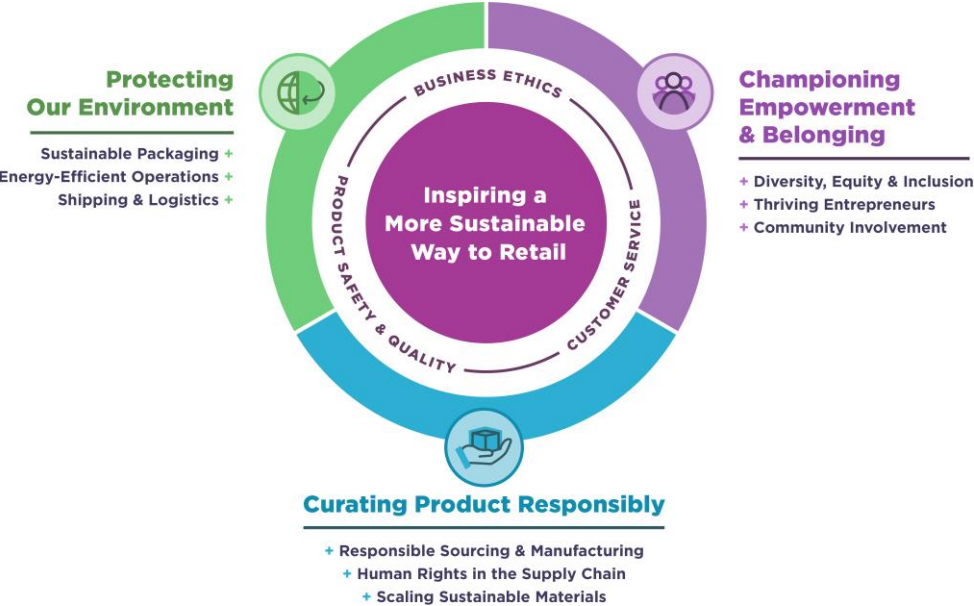 Protecting
Our Environment
Sustainable Packaging +
Energy-Efficient Operations +
Shipping & Logistics +
BUSINESS ETHICS
PRODUCT SAFETY & QUALITY
CUSTOMER SERVICE
Inspiring a
More Sustainable
Way to Retail
Championing
Empowerment
& Belonging
+ Diversity, Equity & Inclusion
+ Thriving Entrepreneurs
+ Community Involvement
Curating Product Responsibly
+ Responsible Sourcing & Manufacturing
+ Human Rights in the Supply Chain
+ Scaling Sustainable Materials